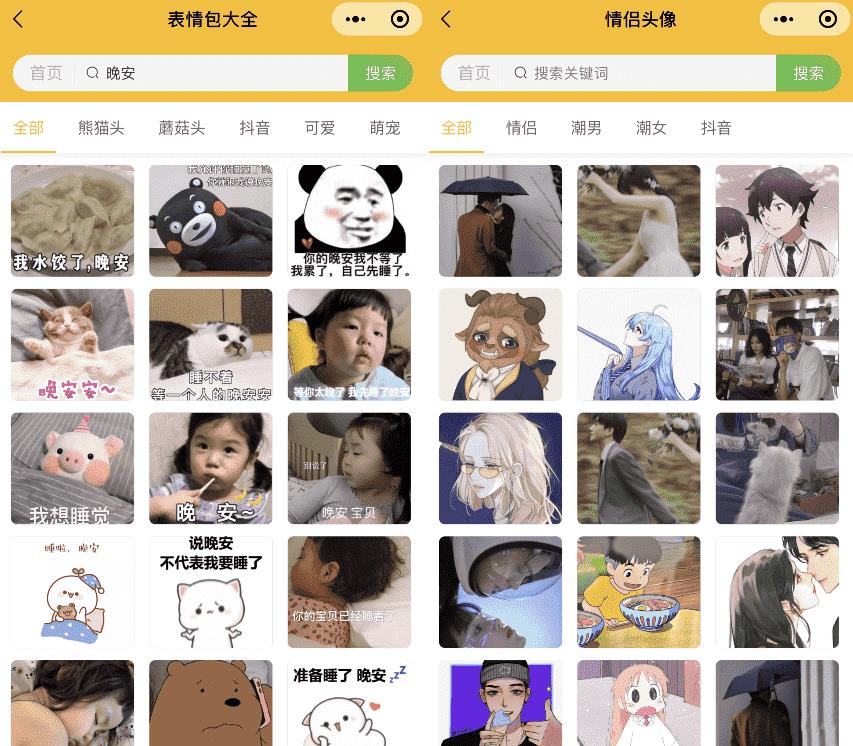 表情包大全
首页
晚安
搜索
全部
熊猫头
蘑菇头
抖音
可爱
萌宠
我水饺了,晚安
你的晚安我不等了
我累了，自己先睡了。
晚安安~
睡不着
等一个人的晚安安
等你太晚了 我先睡了晚安
我想睡觉
晚 安~
别说了
晚安 宝贝
睡啦，晚安
说晚安
不代表我要睡了
你的宝贝已经睡着了
准备睡了 晚安 zzZ
情侣头像
首页
搜索关键词
搜索
全部
情侣
潮男
潮女
抖音